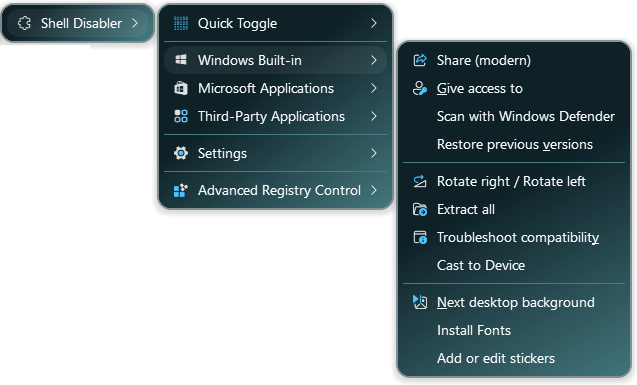 Shell Disabler
Quick Toggle
Windows Built-in
Microsoft Applications
Third-Party Applications
Settings
Advanced Registry Control
Share (modern)
Give access to
Scan with Windows Defender
Restore previous versions
Rotate right / Rotate left
Extract all
Troubleshoot compatibility
Cast to Device
Next desktop background
Install Fonts
Add or edit stickers